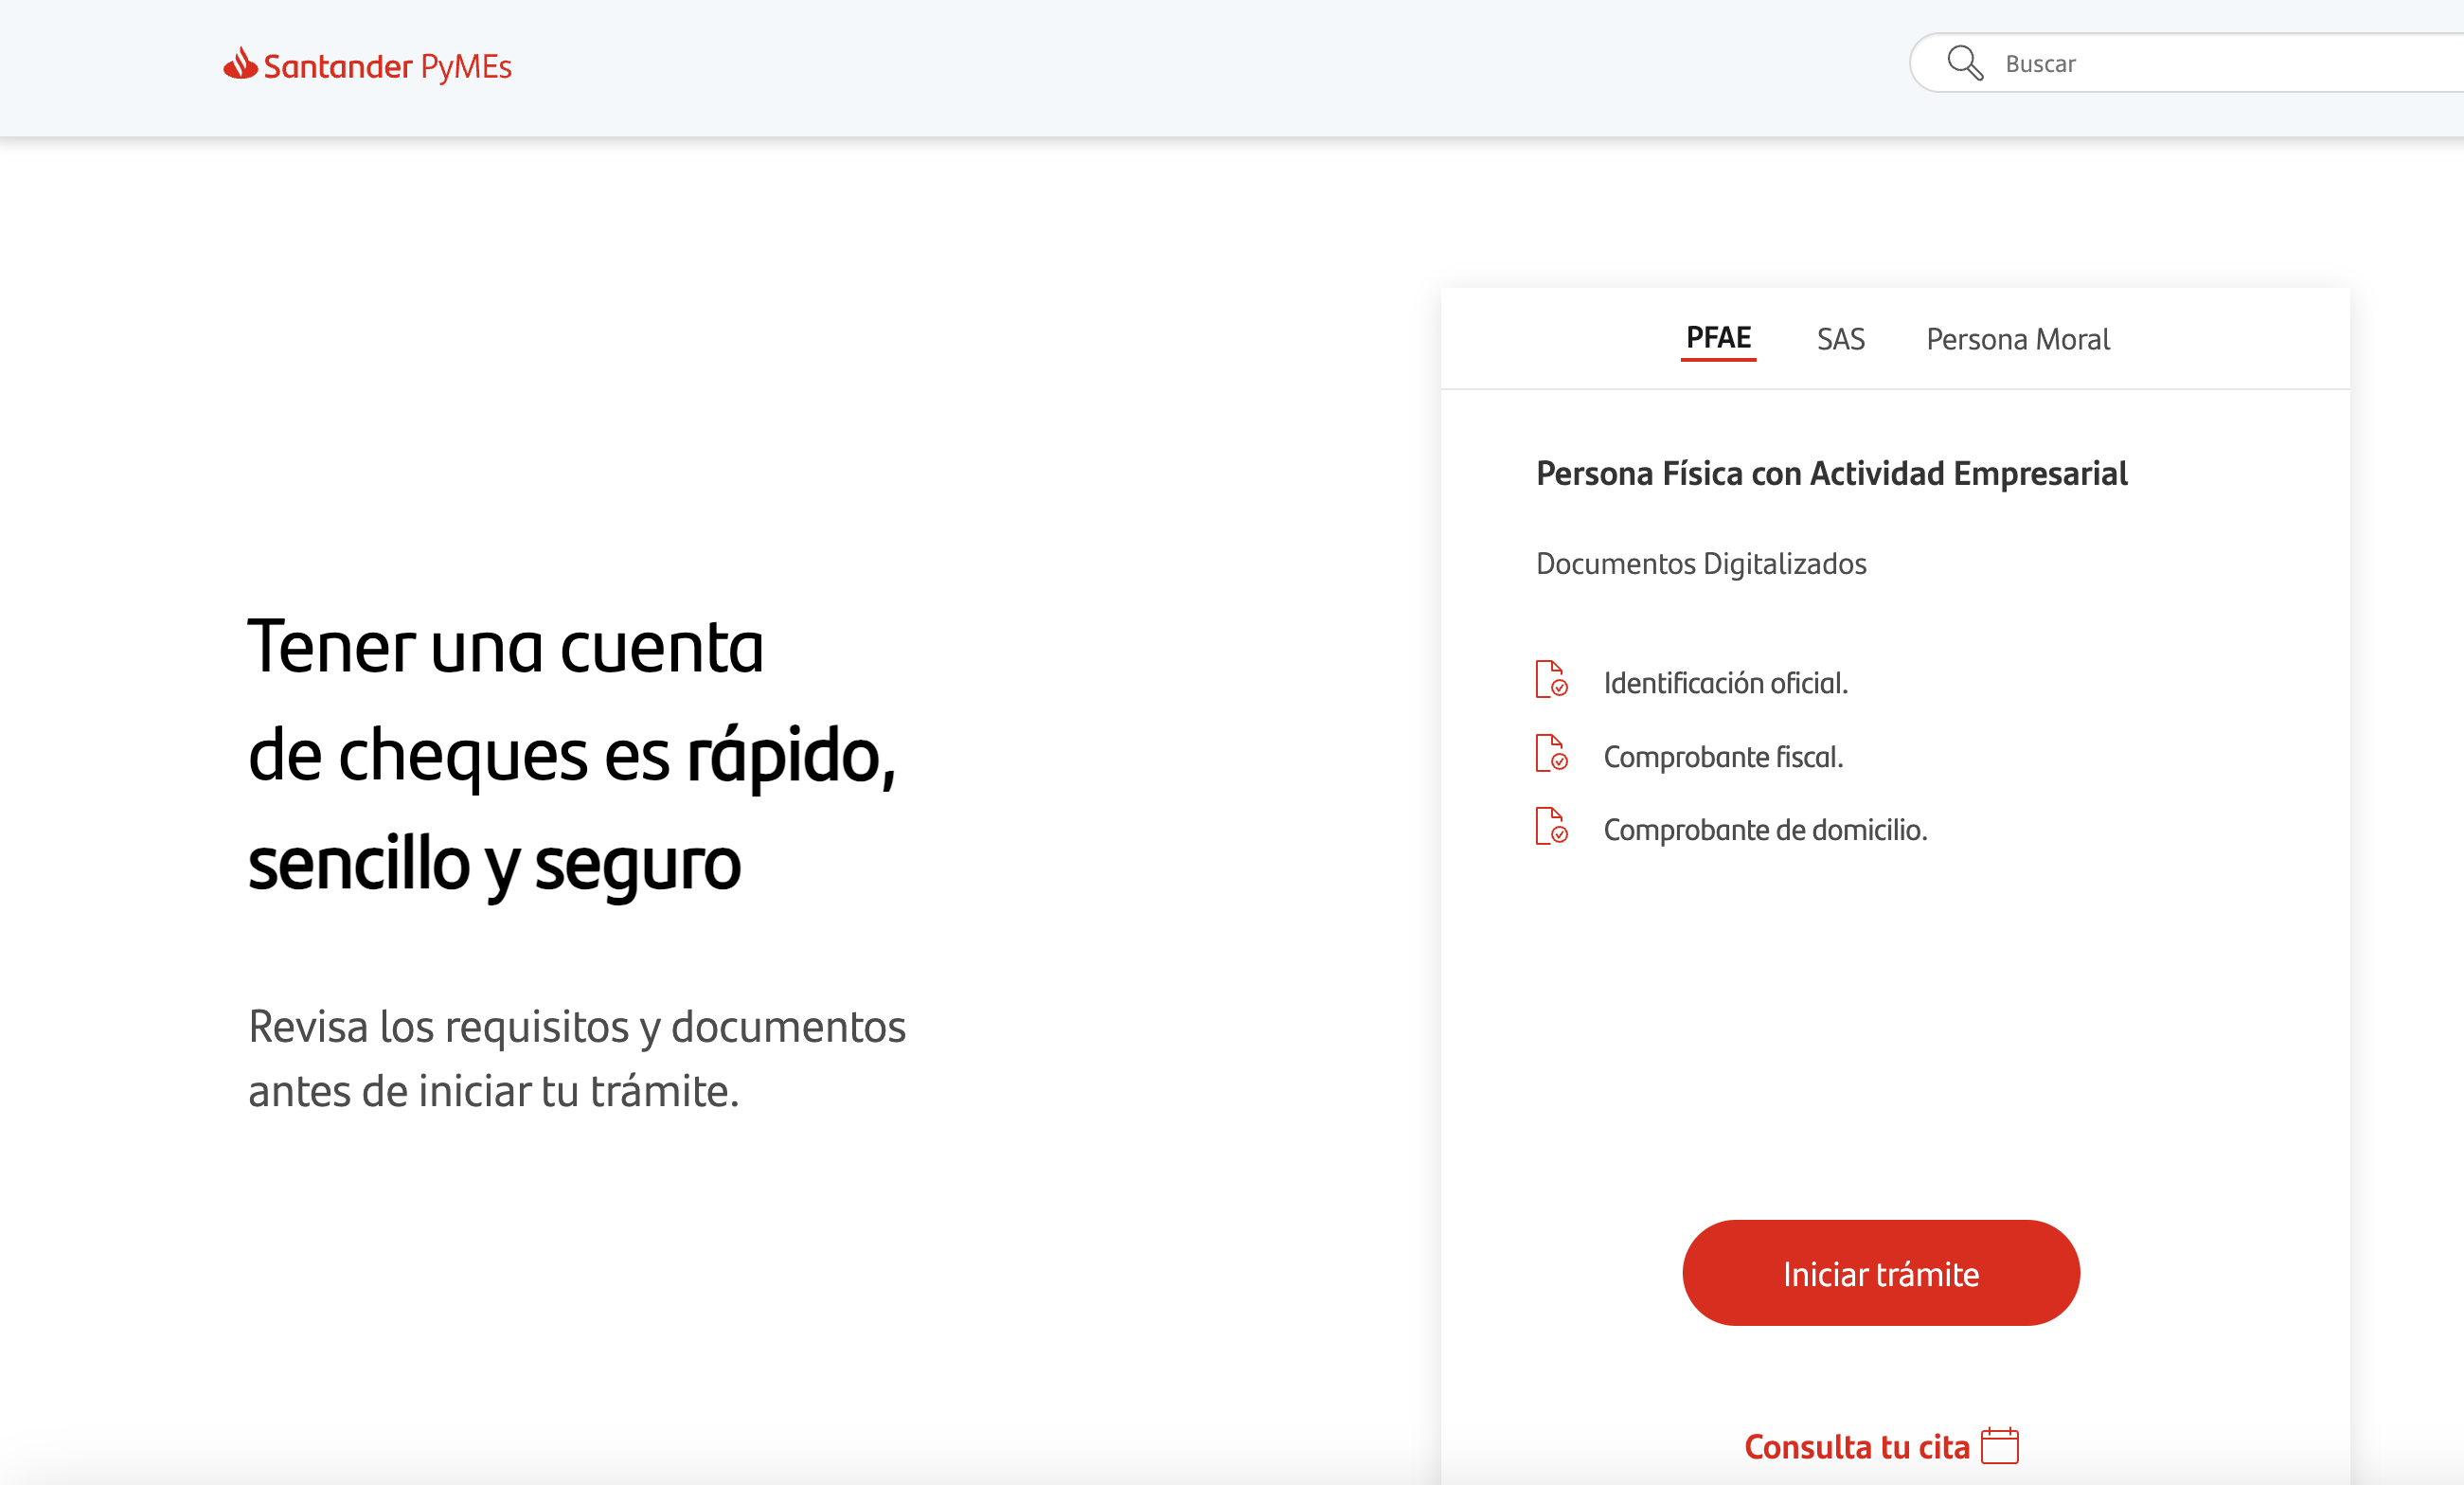 Santander PyMEs
Buscar
Tener una cuenta
de cheques es rápido,
sencillo y seguro
Revisa los requisitos y documentos
antes de iniciar tu trámite.
PFAE
SAS
Persona Moral
Persona Física con Actividad Empresarial
Documentos Digitalizados
Identificación oficial.
Comprobante fiscal.
Comprobante de domicilio.
Iniciar trámite
Consulta tu cita